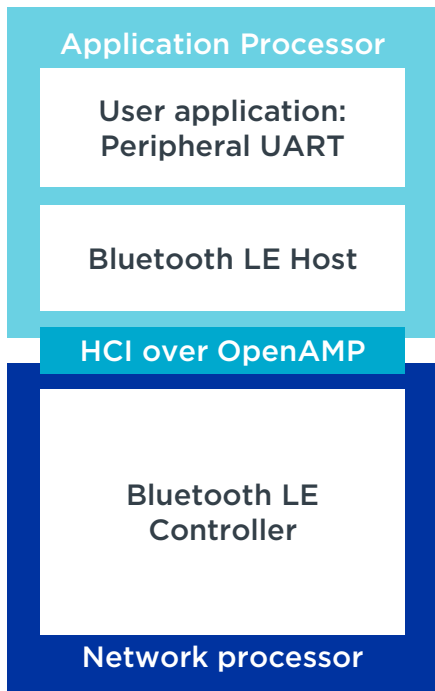 Application Processor
User application:
Peripheral UART
Bluetooth LE Host
HCI over OpenAMP
Bluetooth LE
Controller
Network processor